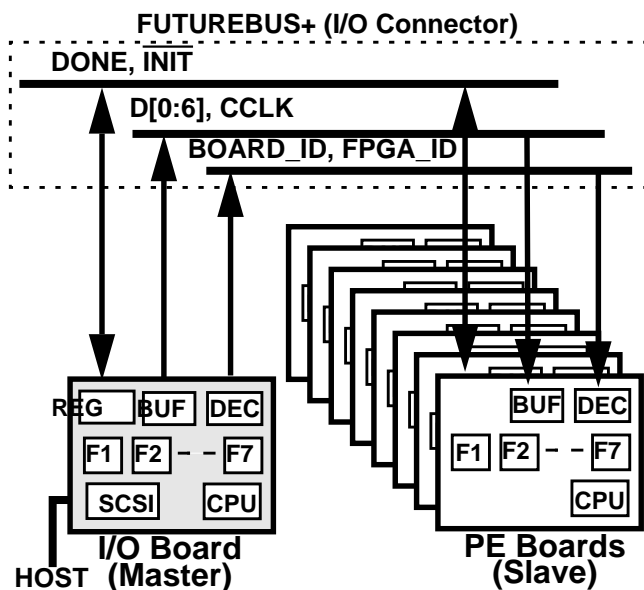 FUTUREBUS+ (I/O Connector)
DONE, I̅N̅I̅T̅
D[0:6], CCLK
BOARD_ID, FPGA_ID
REG BUF DEC
F1 F2 - - F7
SCSI CPU
BUF DEC
F1 F2 - - F7
CPU
I/O Board
(Master)
HOST
PE Boards
(Slave)